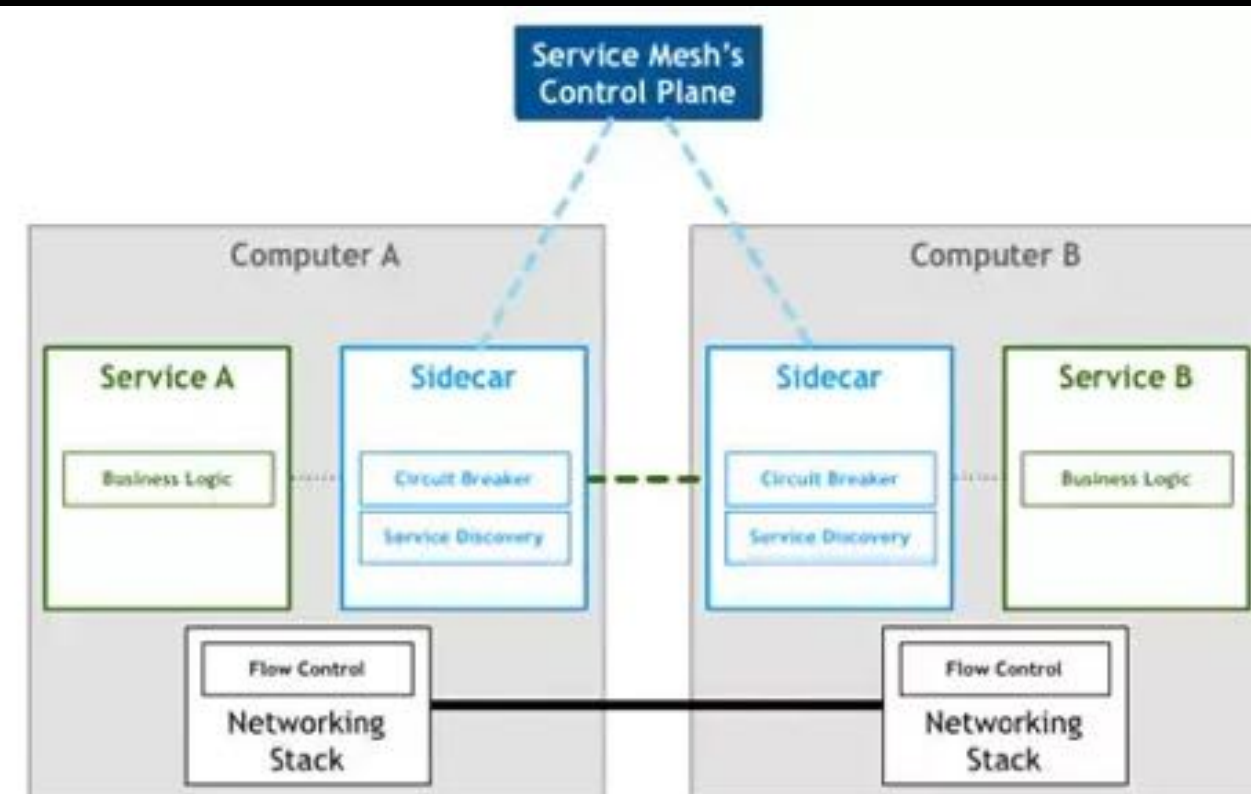 Service Mesh's
Control Plane
Computer A
Computer B
Service A
Sidecar
Sidecar
Service B
Business Logic
Circuit Breaker
Circuit Breaker
Business Logic
Service Discovery
Service Discovery
Flow Control
Flow Control
Networking
Stack
Networking
Stack